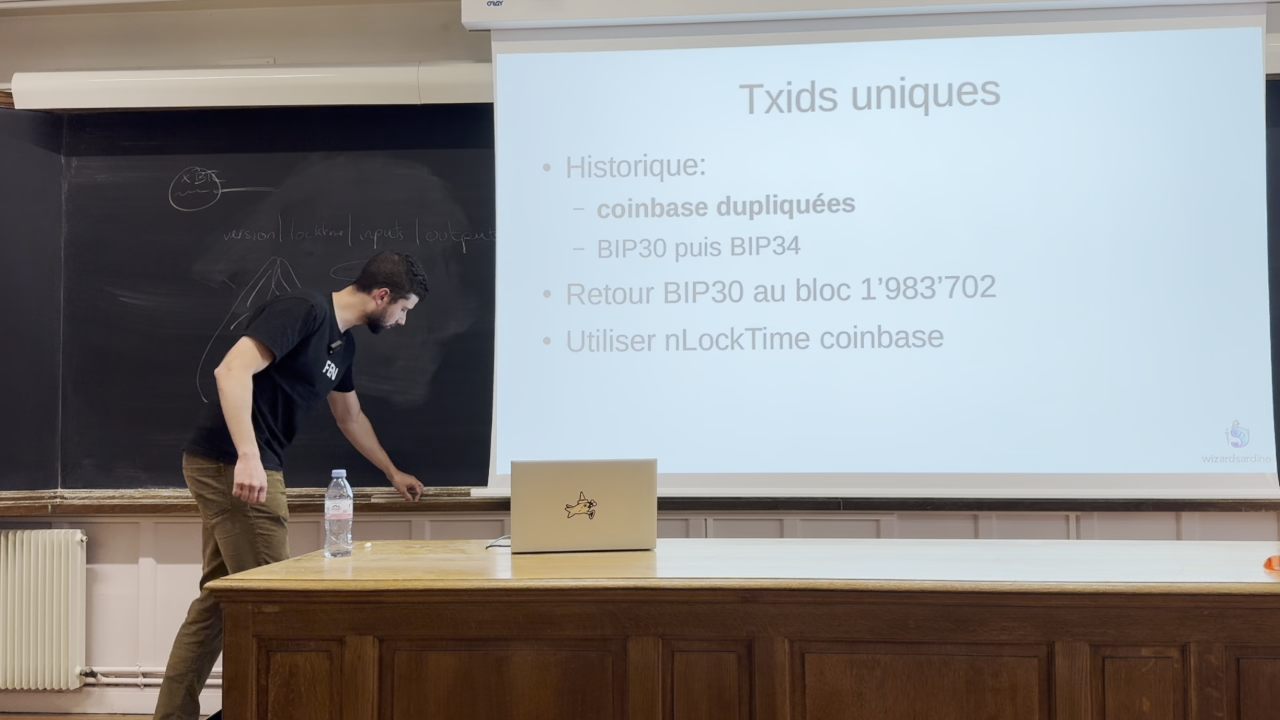 Txids uniques
• Historique:
– coinbase dupliquées
– BIP30 puis BIP34
• Retour BIP30 au bloc 1’983’702
• Utiliser nLockTime coinbase
wizardsardine
version | locktime | inputs | outputs